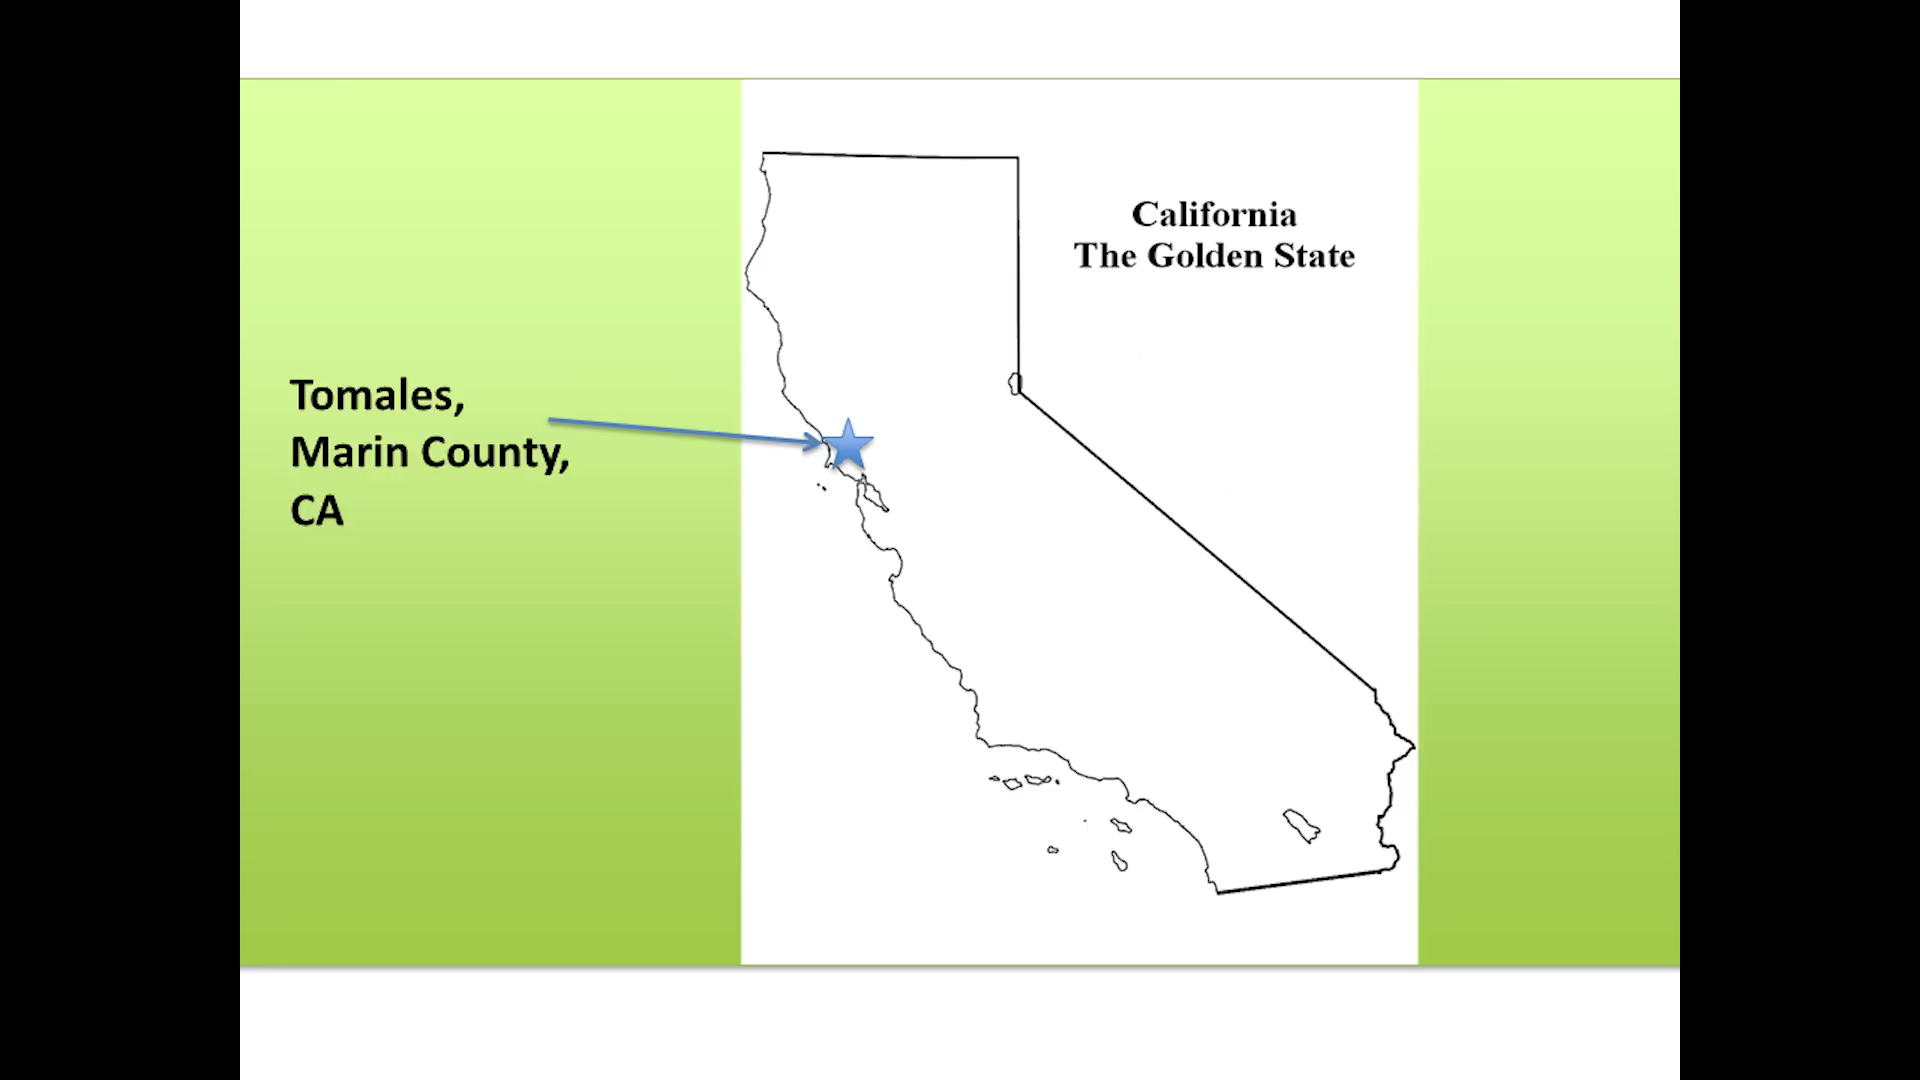 California
The Golden State
Tomales,
Marin County,
CA